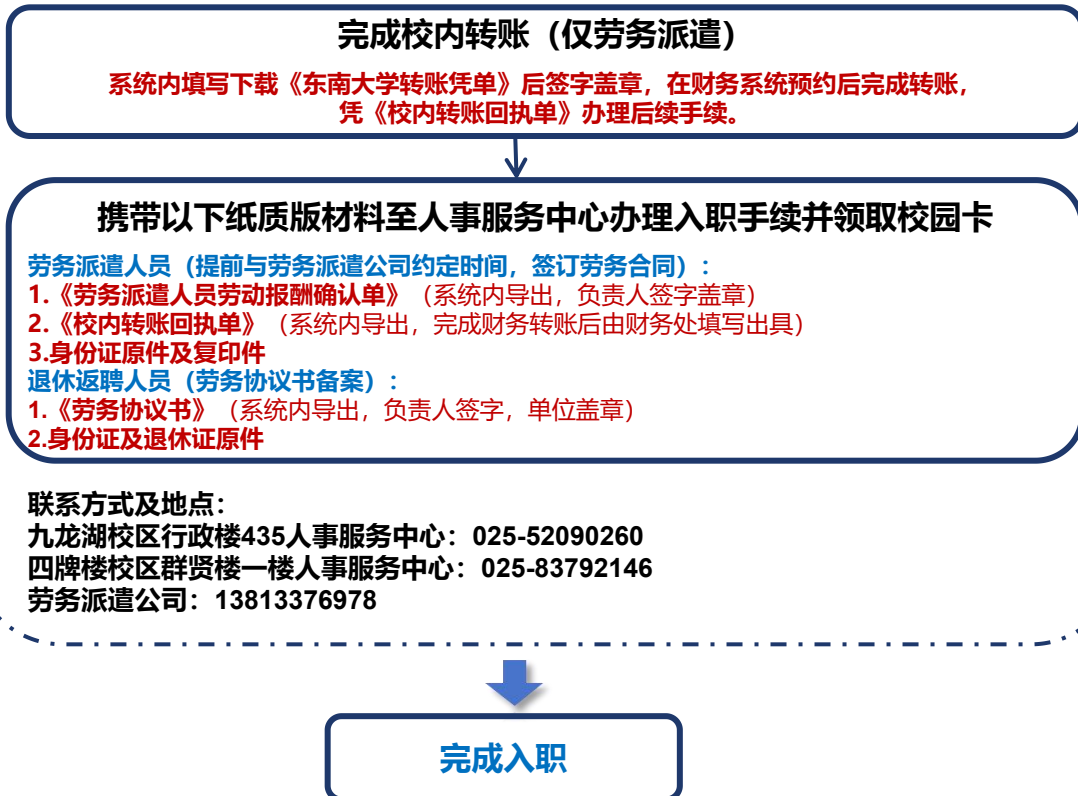 完成校内转账（仅劳务派遣）
系统内填写下载《东南大学转账凭单》后签字盖章，在财务系统预约后完成转账，
凭《校内转账回执单》办理后续手续。
携带以下纸质版材料至人事服务中心办理入职手续并领取校园卡
劳务派遣人员（提前与劳务派遣公司约定时间，签订劳务合同）:
1.《劳务派遣人员劳动报酬确认单》（系统内导出，负责人签字盖章）
2.《校内转账回执单》（系统内导出，完成财务转账后由财务处填写出具）
3.身份证原件及复印件
退休返聘人员（劳务协议书备案）:
1.《劳务协议书》（系统内导出，负责人签字，单位盖章）
2.身份证及退休证原件
联系方式及地点:
九龙湖校区行政楼435人事服务中心：025-52090260
四牌楼校区群贤楼一楼人事服务中心：025-83792146
劳务派遣公司：13813376978
完成入职